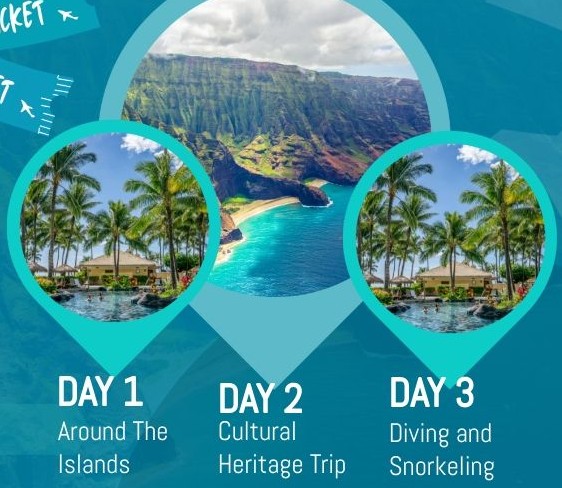 CKET
T
DAY 1
Around The
Islands
DAY 2
Cultural
Heritage Trip
DAY 3
Diving and
Snorkeling